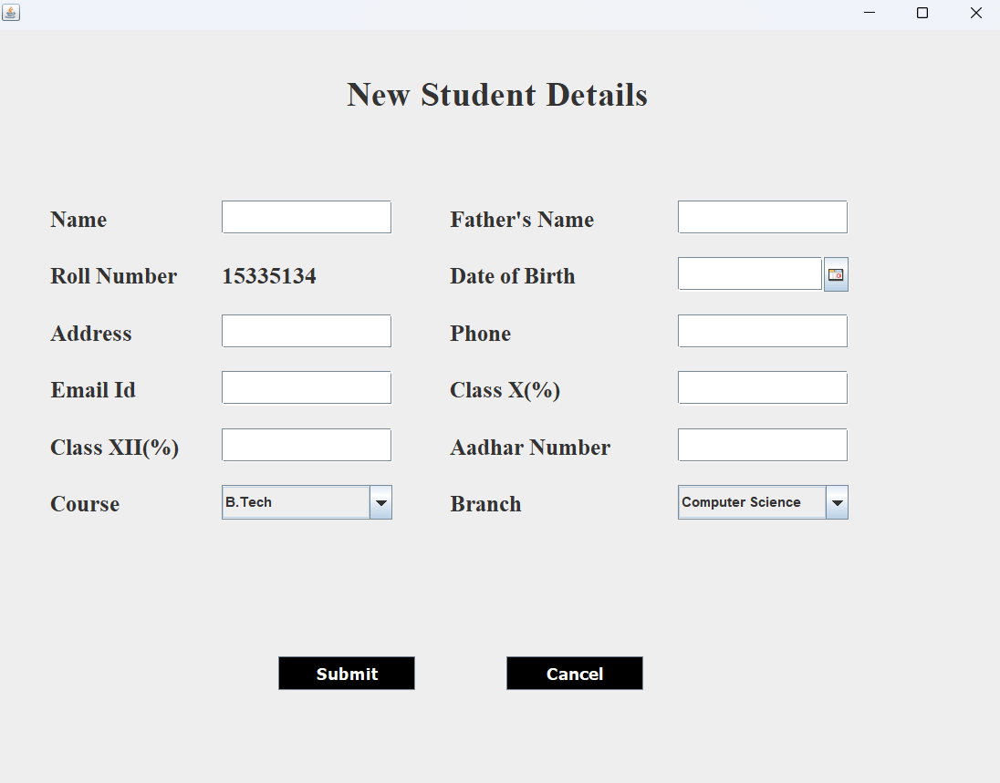 New Student Details
Name Father's Name
Roll Number 15335134 Date of Birth
Address Phone
Email Id Class X(%)
Class XII(%) Aadhar Number
Course B.Tech Branch Computer Science
Submit Cancel